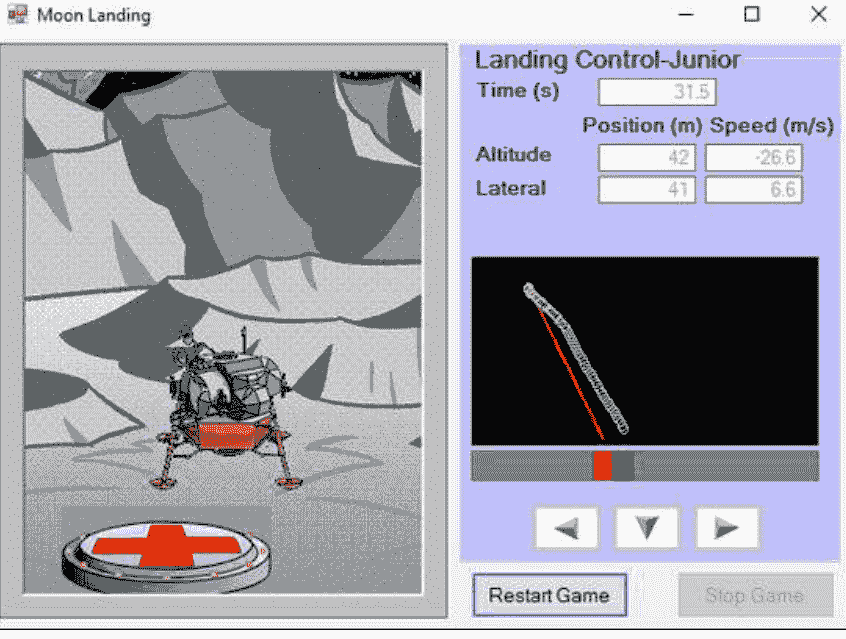 Moon Landing
Landing Control-Junior
Time (s) 31.5
Position (m) Speed (m/s)
Altitude 42 -26.6
Lateral 41 6.6
Restart Game Stop Game